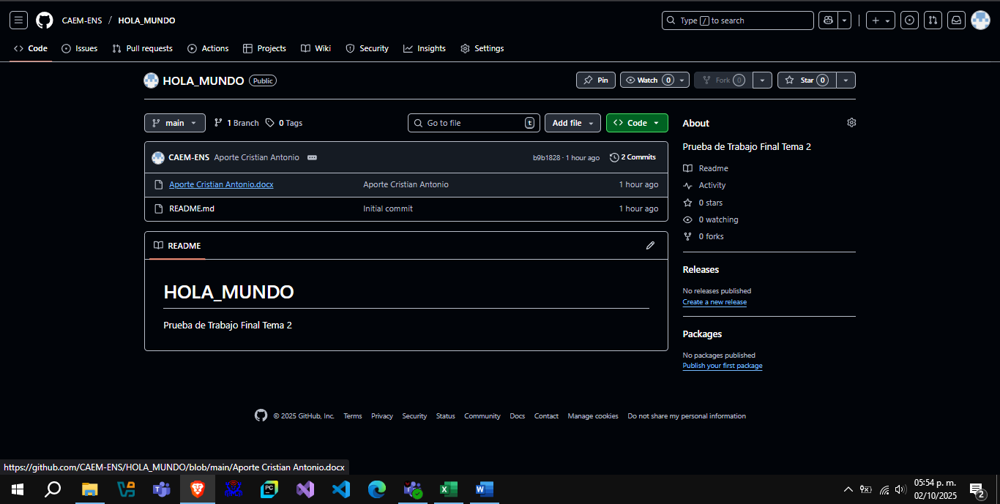 CAEM-ENS / HOLA_MUNDO
Type / to search
Code Issues Pull requests Actions Projects Wiki Security Insights Settings
HOLA_MUNDO Public
Pin Watch 0 Fork 0 Star 0
main 1 Branch 0 Tags
Go to file t Add file Code
CAEM-ENS Aporte Cristian Antonio b9b1828 · 1 hour ago 2 Commits
Aporte Cristian Antonio.docx Aporte Cristian Antonio 1 hour ago
README.md Initial commit 1 hour ago
README
HOLA_MUNDO
Prueba de Trabajo Final Tema 2
About
Prueba de Trabajo Final Tema 2
Readme
Activity
0 stars
0 watching
0 forks
Releases
No releases published
Create a new release
Packages
No packages published
Publish your first package
© 2025 GitHub, Inc. Terms Privacy Security Status Community Docs Contact Manage cookies Do not share my personal information
https://github.com/CAEM-ENS/HOLA_MUNDO/blob/main/Aporte Cristian Antonio.docx
05:54 p. m.
02/10/2025
2